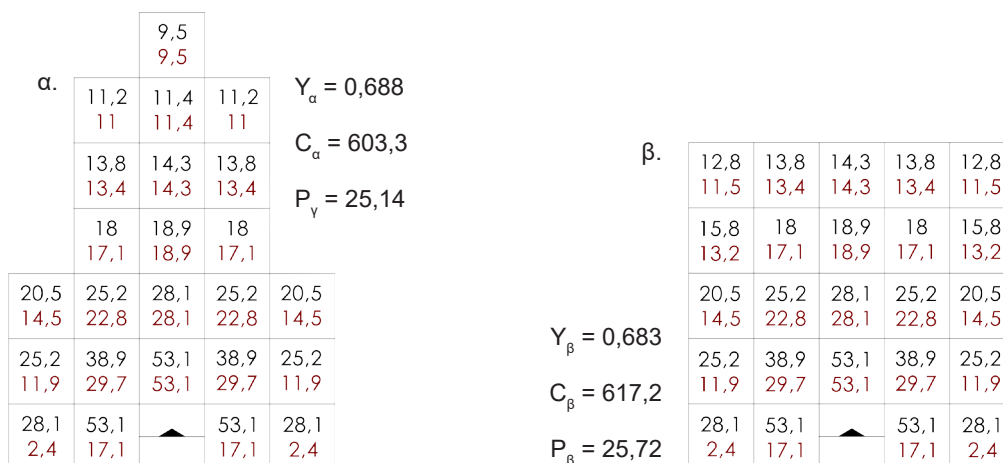 α.
9,5
9,5
11,2 11,4 11,2
11 11,4 11
13,8 14,3 13,8
13,4 14,3 13,4
18 18,9 18
17,1 18,9 17,1
20,5 25,2 28,1 25,2 20,5
14,5 22,8 28,1 22,8 14,5
25,2 38,9 53,1 38,9 25,2
11,9 29,7 53,1 29,7 11,9
28,1 53,1 53,1 28,1
2,4 17,1 17,1 2,4
Yα = 0,688
Cα = 603,3
Pγ = 25,14
β.
12,8 13,8 14,3 13,8 12,8
11,5 13,4 14,3 13,4 11,5
15,8 18 18,9 18 15,8
13,2 17,1 18,9 17,1 13,2
20,5 25,2 28,1 25,2 20,5
14,5 22,8 28,1 22,8 14,5
25,2 38,9 53,1 38,9 25,2
11,9 29,7 53,1 29,7 11,9
28,1 53,1 53,1 28,1
2,4 17,1 17,1 2,4
Yβ = 0,683
Cβ = 617,2
Pβ = 25,72